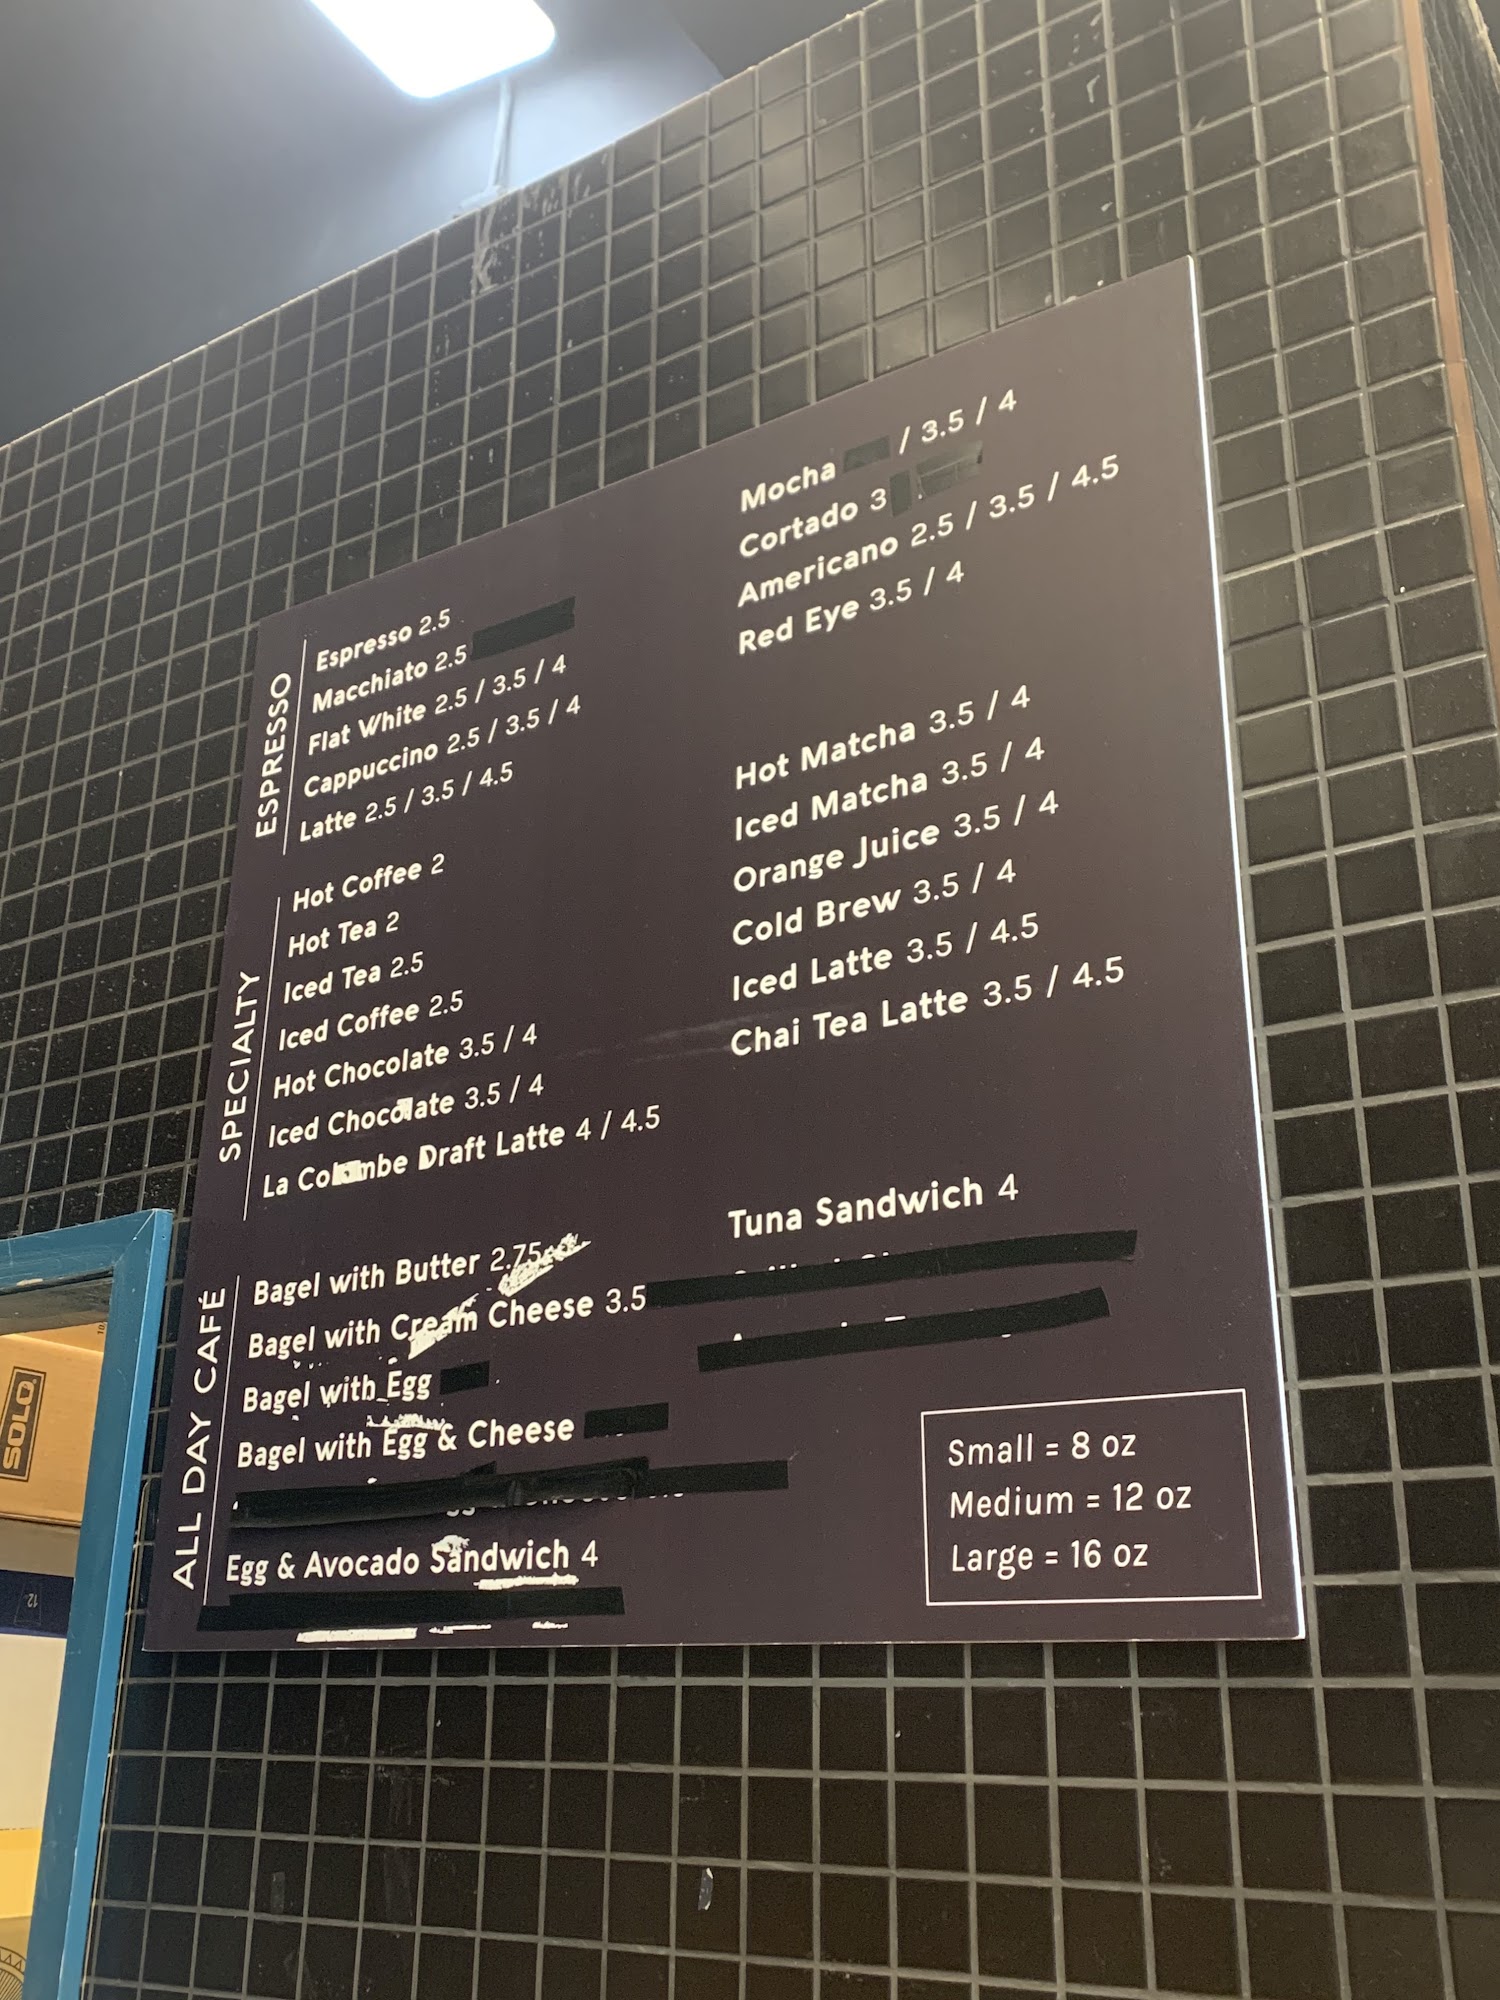 ESPRESSO
Espresso 2.5
Macchiato 2.5
Flat White 2.5 / 3.5 / 4
Cappuccino 2.5 / 3.5 / 4
Latte 2.5 / 3.5 / 4.5
Mocha / 3.5 / 4
Cortado 3
Americano 2.5 / 3.5 / 4.5
Red Eye 3.5 / 4
SPECIALTY
Hot Coffee 2
Hot Tea 2
Iced Tea 2.5
Iced Coffee 2.5
Hot Chocolate 3.5 / 4
Iced Chocolate 3.5 / 4
La Colombe Draft Latte 4 / 4.5
Hot Matcha 3.5 / 4
Iced Matcha 3.5 / 4
Orange Juice 3.5 / 4
Cold Brew 3.5 / 4
Iced Latte 3.5 / 4.5
Chai Tea Latte 3.5 / 4.5
ALL DAY CAFÉ
Bagel with Butter 2.75
Bagel with Cream Cheese 3.5
Bagel with Egg
Bagel with Egg & Cheese
Egg & Avocado Sandwich 4
Tuna Sandwich 4
Small = 8 oz
Medium = 12 oz
Large = 16 oz
SOLO